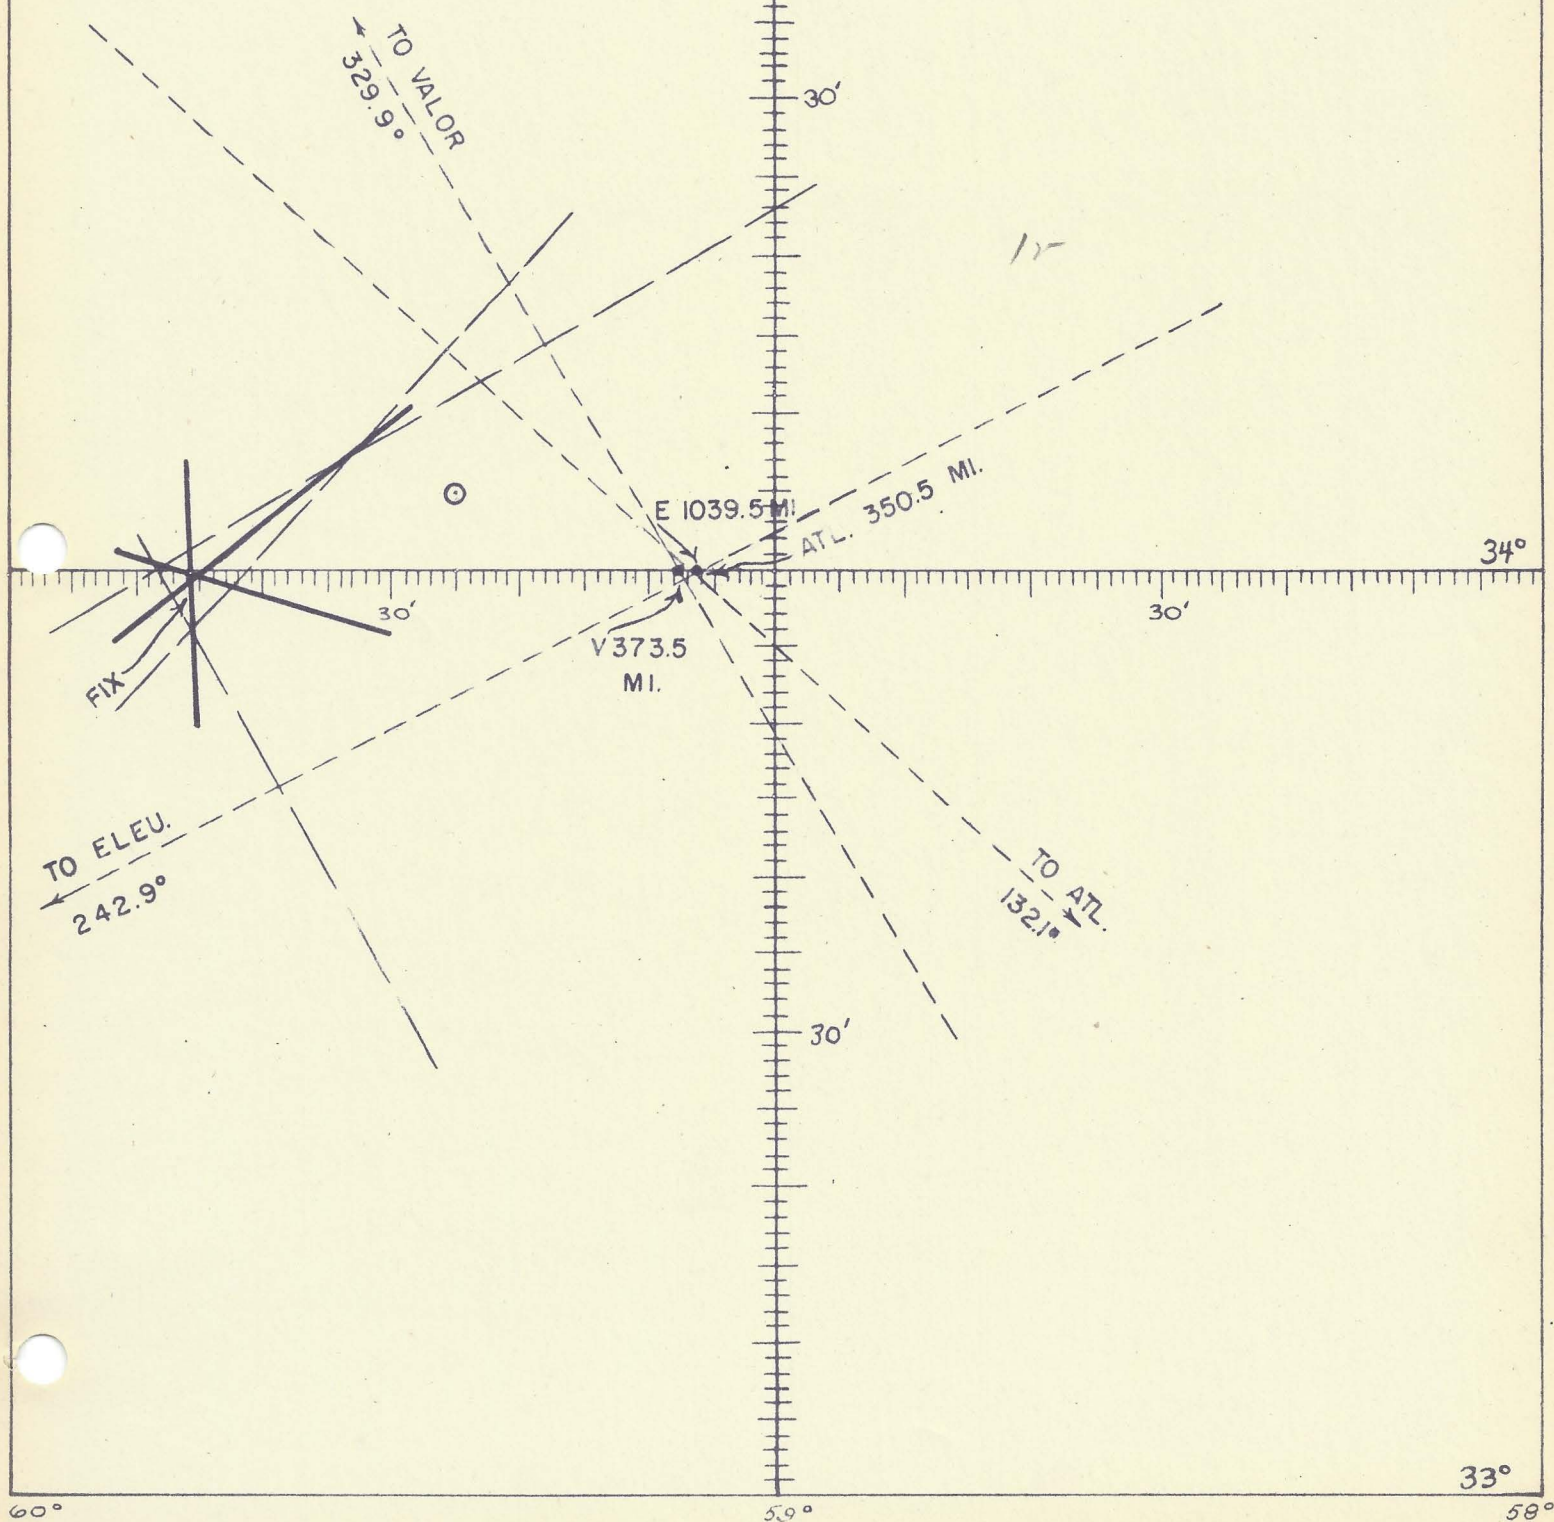 TO VALOR
329.9°
30'
E 1039.5 MI
ATL. 350.5 MI.
34°
30'
30'
V 373.5
MI.
FIX
TO ELEU.
242.9°
TO ATL.
132.1°
30'
33°
60°
59°
58°